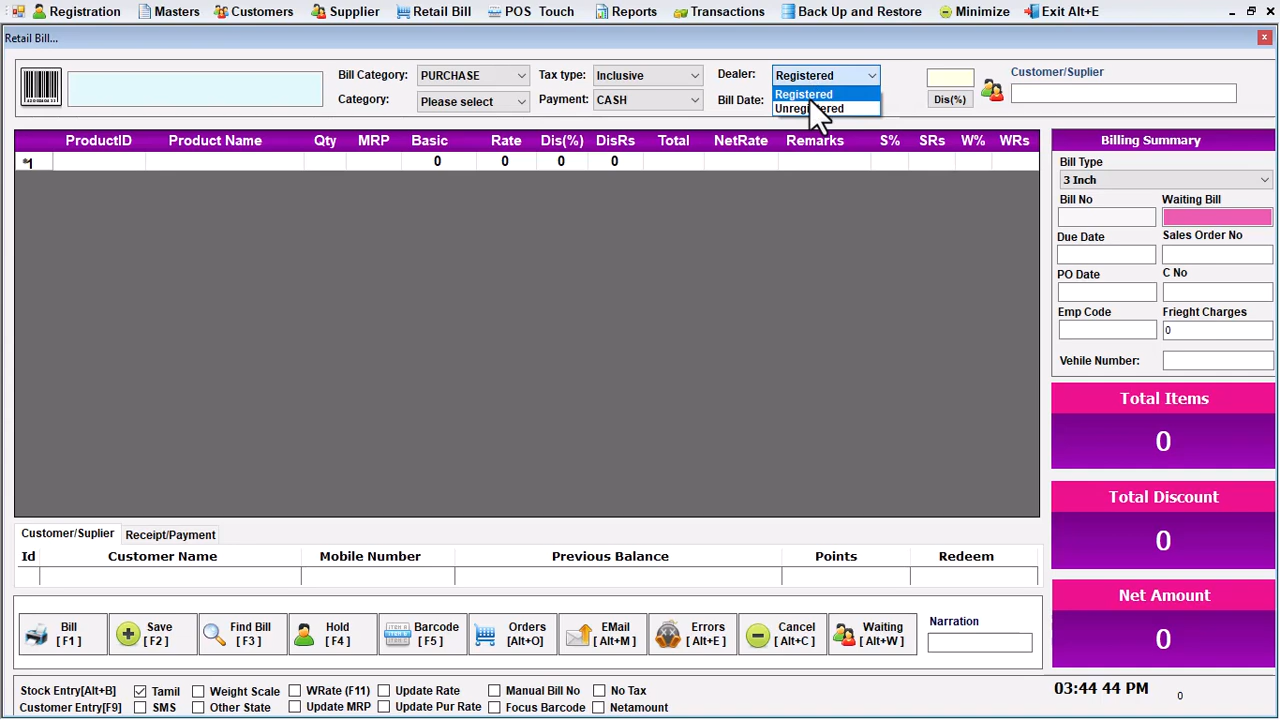 Registration Masters Customers Supplier Retail Bill POS Touch Reports Transactions Back Up and Restore Minimize Exit Alt+E
Retail Bill...
Bill Category: PURCHASE Tax type: Inclusive Dealer: Registered Customer/Suplier
Category: Please select Payment: CASH Bill Date: Registered Dis(%)
Unregistered
ProductID Product Name Qty MRP Basic Rate Dis(%) DisRs Total NetRate Remarks S% SRs W% WRs
*1 0 0 0 0
Billing Summary
Bill Type
3 Inch
Bill No Waiting Bill
Due Date Sales Order No
PO Date C No
Emp Code Frieght Charges
0
Vehile Number:
Total Items
0
Total Discount
0
Net Amount
0
Customer/Suplier Receipt/Payment
Id Customer Name Mobile Number Previous Balance Points Redeem
Bill Save Find Bill Hold Barcode Orders EMail Errors Cancel Waiting
[F1 ] [F2 ] [F3 ] [F4 ] [F5 ] [Alt+O] [ Alt+M ] [ Alt+E ] [ Alt+C ] [ Alt+W ]
Narration
Stock Entry[Alt+B] Tamil Weight Scale WRate (F11) Update Rate Manual Bill No No Tax
Customer Entry[F9] SMS Other State Update MRP Update Pur Rate Focus Barcode Netamount
03:44 44 PM 0